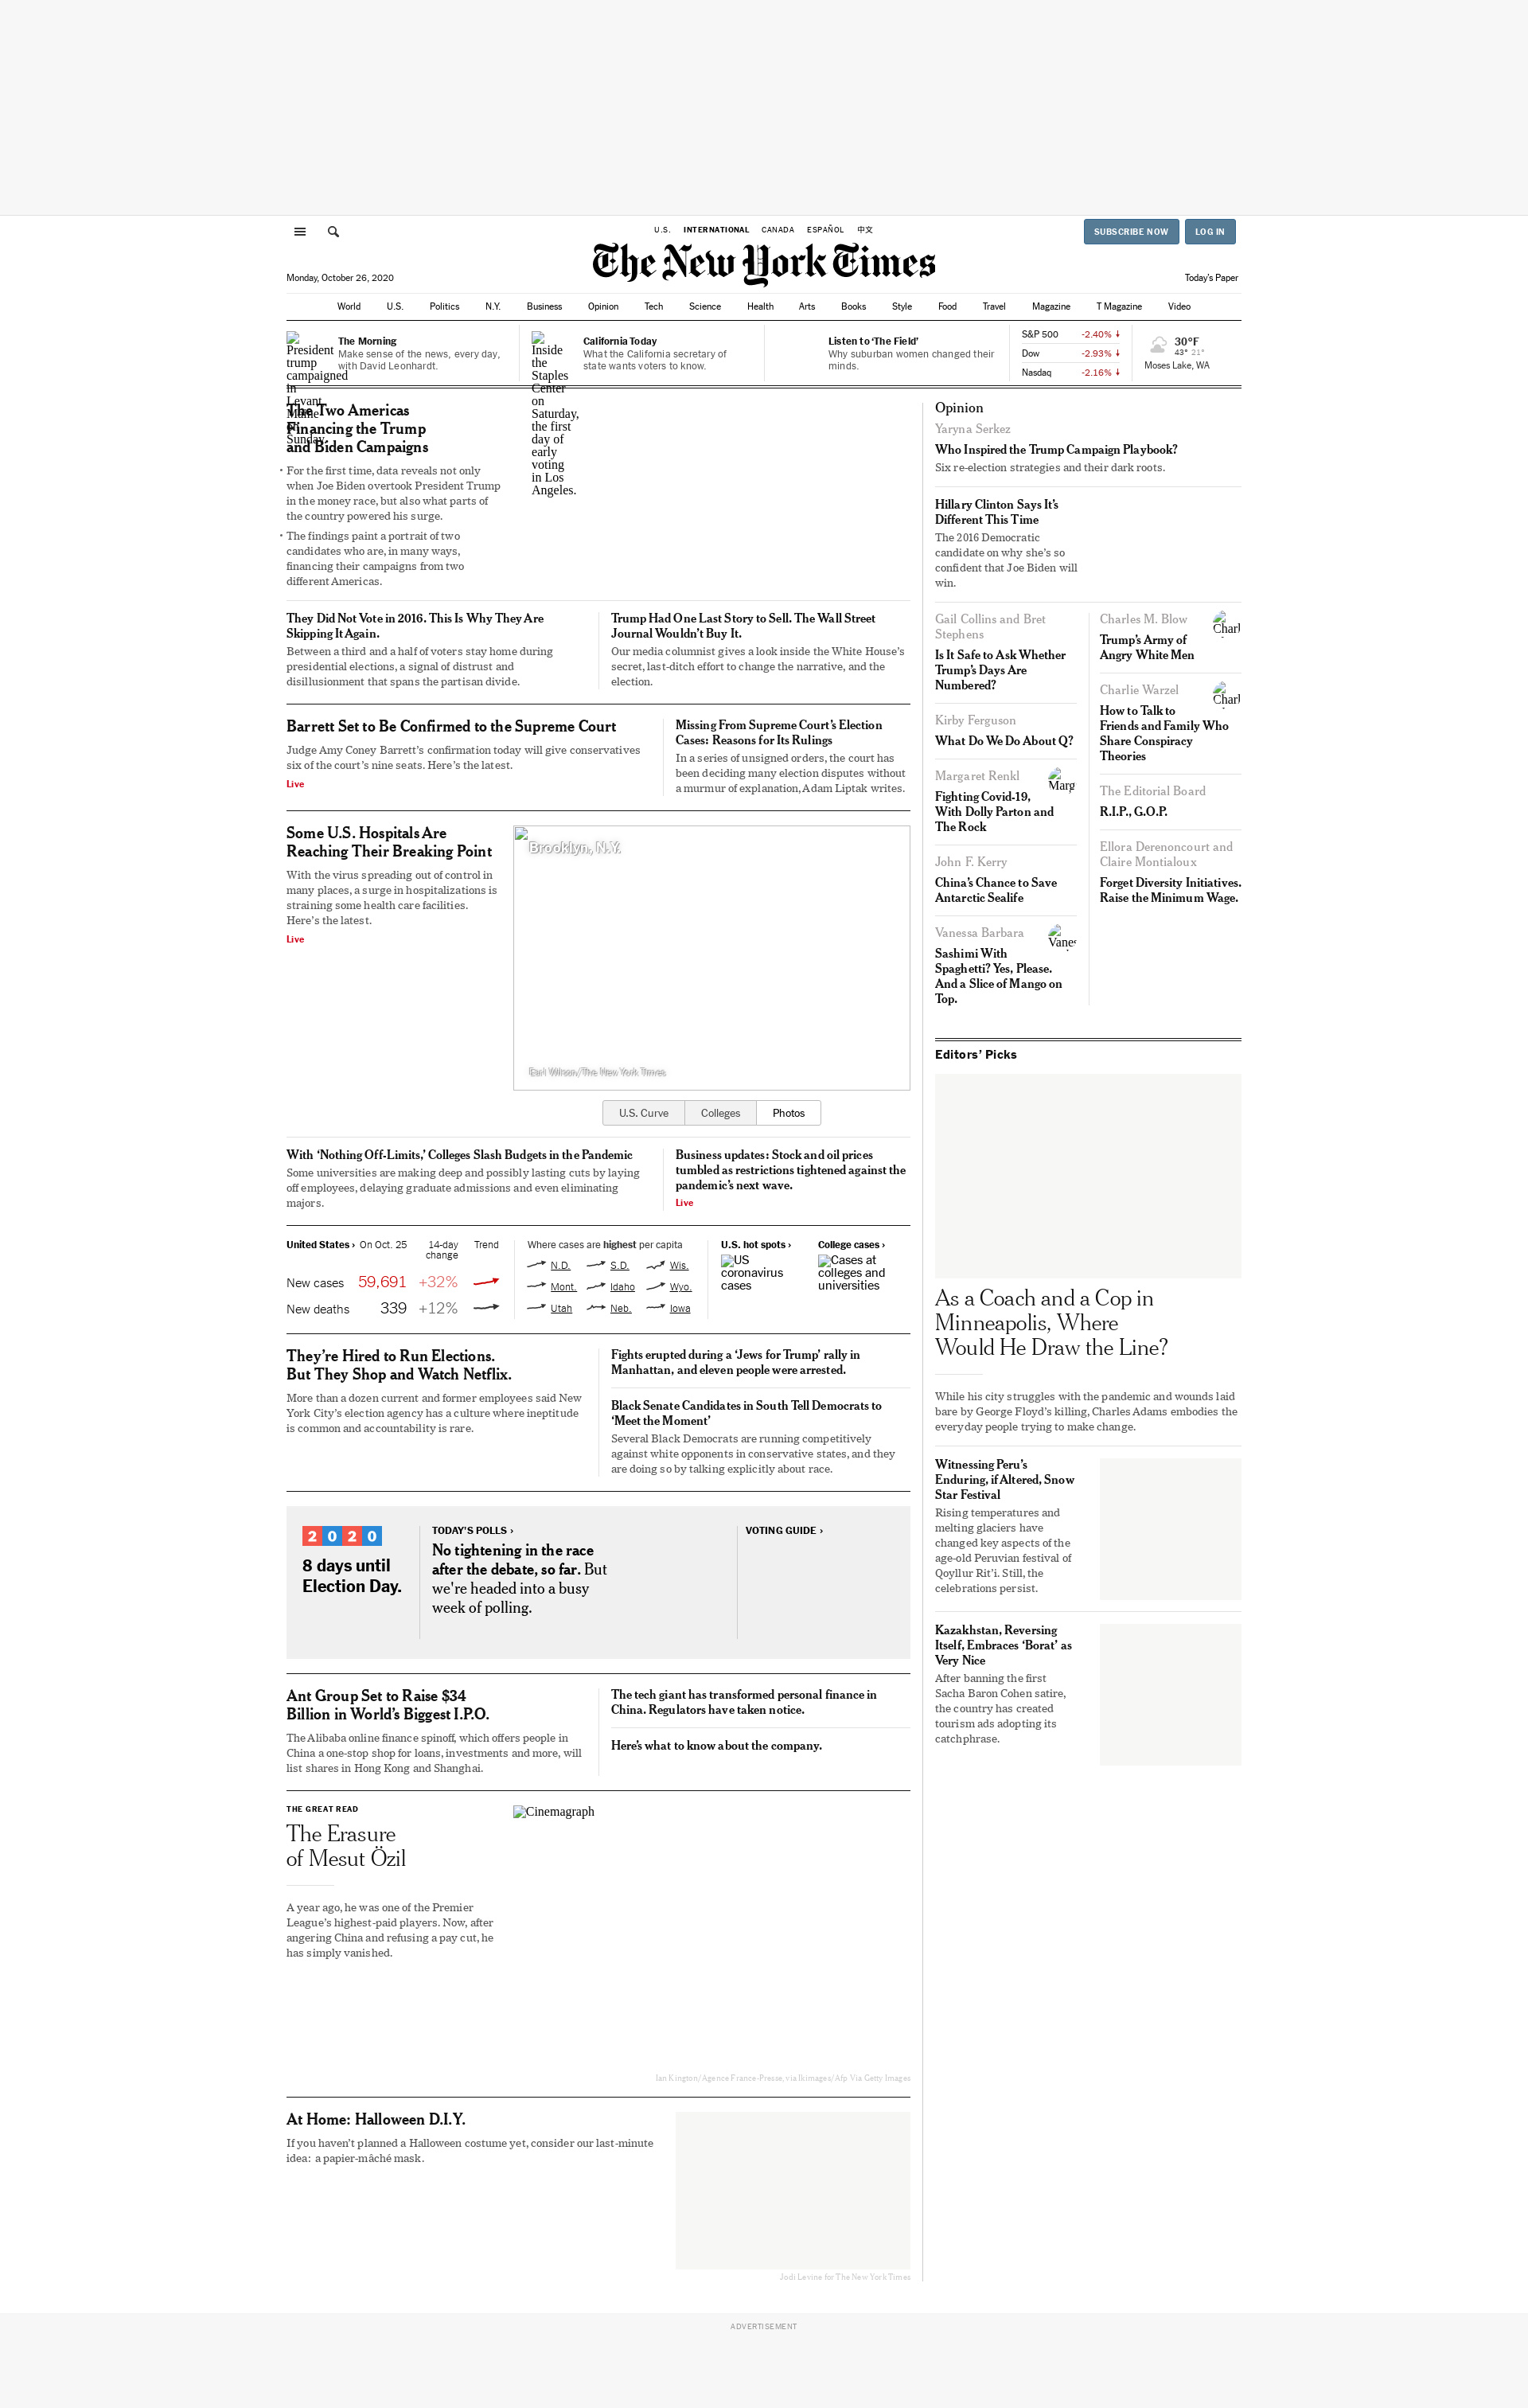 U.S. INTERNATIONAL CANADA ESPAÑOL 中文
SUBSCRIBE NOW LOG IN
The New York Times
Monday, October 26, 2020
Today's Paper
World U.S. Politics N.Y. Business Opinion Tech Science Health Arts Books Style Food Travel Magazine T Magazine Video
President
trump
campaigned
in
Levant,
Maine
on
Sunday.
The Morning
Make sense of the news, every day,
with David Leonhardt.
Inside
the
Staples
Center
on
Saturday,
the first
day of
early
voting
in Los
Angeles.
California Today
What the California secretary of
state wants voters to know.
Listen to ‘The Field’
Why suburban women changed their
minds.
S&P 500 -2.40%
Dow -2.93%
Nasdaq -2.16%
30°F
43° 21°
Moses Lake, WA
The Two Americas
Financing the Trump
and Biden Campaigns
• For the first time, data reveals not only
when Joe Biden overtook President Trump
in the money race, but also what parts of
the country powered his surge.
• The findings paint a portrait of two
candidates who are, in many ways,
financing their campaigns from two
different Americas.
They Did Not Vote in 2016. This Is Why They Are
Skipping It Again.
Between a third and a half of voters stay home during
presidential elections, a signal of distrust and
disillusionment that spans the partisan divide.
Trump Had One Last Story to Sell. The Wall Street
Journal Wouldn’t Buy It.
Our media columnist gives a look inside the White House’s
secret, last-ditch effort to change the narrative, and the
election.
Barrett Set to Be Confirmed to the Supreme Court
Judge Amy Coney Barrett’s confirmation today will give conservatives
six of the court’s nine seats. Here’s the latest.
Live
Missing From Supreme Court’s Election
Cases: Reasons for Its Rulings
In a series of unsigned orders, the court has
been deciding many election disputes without
a murmur of explanation, Adam Liptak writes.
Some U.S. Hospitals Are
Reaching Their Breaking Point
With the virus spreading out of control in
many places, a surge in hospitalizations is
straining some health care facilities.
Here’s the latest.
Live
Brooklyn, N.Y.
Earl Wilson/The New York Times
U.S. Curve Colleges Photos
With ‘Nothing Off-Limits,’ Colleges Slash Budgets in the Pandemic
Some universities are making deep and possibly lasting cuts by laying
off employees, delaying graduate admissions and even eliminating
majors.
Business updates: Stock and oil prices
tumbled as restrictions tightened against the
pandemic’s next wave.
Live
United States › On Oct. 25 14-day
change Trend
New cases 59,691 +32%
New deaths 339 +12%
Where cases are highest per capita
N.D. S.D. Wis.
Mont. Idaho Wyo.
Utah Neb. Iowa
U.S. hot spots ›
US
coronavirus
cases
College cases ›
Cases at
colleges and
universities
They’re Hired to Run Elections.
But They Shop and Watch Netflix.
More than a dozen current and former employees said New
York City’s election agency has a culture where ineptitude
is common and accountability is rare.
Fights erupted during a ‘Jews for Trump’ rally in
Manhattan, and eleven people were arrested.
Black Senate Candidates in South Tell Democrats to
‘Meet the Moment’
Several Black Democrats are running competitively
against white opponents in conservative states, and they
are doing so by talking explicitly about race.
2020
8 days until
Election Day.
TODAY’S POLLS ›
No tightening in the race
after the debate, so far. But
we're headed into a busy
week of polling.
VOTING GUIDE ›
Ant Group Set to Raise $34
Billion in World’s Biggest I.P.O.
The Alibaba online finance spinoff, which offers people in
China a one-stop shop for loans, investments and more, will
list shares in Hong Kong and Shanghai.
The tech giant has transformed personal finance in
China. Regulators have taken notice.
Here’s what to know about the company.
THE GREAT READ
The Erasure
of Mesut Özil
A year ago, he was one of the Premier
League’s highest-paid players. Now, after
angering China and refusing a pay cut, he
has simply vanished.
Cinemagraph
Ian Kington/Agence France-Presse, via Ikimages/Afp Via Getty Images
At Home: Halloween D.I.Y.
If you haven’t planned a Halloween costume yet, consider our last-minute
idea: a papier-mâché mask.
Jodi Levine for The New York Times
Opinion
Yaryna Serkez
Who Inspired the Trump Campaign Playbook?
Six re-election strategies and their dark roots.
Hillary Clinton Says It’s
Different This Time
The 2016 Democratic
candidate on why she’s so
confident that Joe Biden will
win.
Gail Collins and Bret
Stephens
Is It Safe to Ask Whether
Trump’s Days Are
Numbered?
Kirby Ferguson
What Do We Do About Q?
Margaret Renkl
Marg
Fighting Covid-19,
With Dolly Parton and
The Rock
John F. Kerry
China’s Chance to Save
Antarctic Sealife
Vanessa Barbara
Vanes
Sashimi With
Spaghetti? Yes, Please.
And a Slice of Mango on
Top.
Charles M. Blow
Charl
Trump’s Army of
Angry White Men
Charlie Warzel
Charl
How to Talk to
Friends and Family Who
Share Conspiracy
Theories
The Editorial Board
R.I.P., G.O.P.
Ellora Derenoncourt and
Claire Montialoux
Forget Diversity Initiatives.
Raise the Minimum Wage.
Editors’ Picks
As a Coach and a Cop in
Minneapolis, Where
Would He Draw the Line?
While his city struggles with the pandemic and wounds laid
bare by George Floyd’s killing, Charles Adams embodies the
everyday people trying to make change.
Witnessing Peru’s
Enduring, if Altered, Snow
Star Festival
Rising temperatures and
melting glaciers have
changed key aspects of the
age-old Peruvian festival of
Qoyllur Rit’i. Still, the
celebrations persist.
Kazakhstan, Reversing
Itself, Embraces ‘Borat’ as
Very Nice
After banning the first
Sacha Baron Cohen satire,
the country has created
tourism ads adopting its
catchphrase.
ADVERTISEMENT